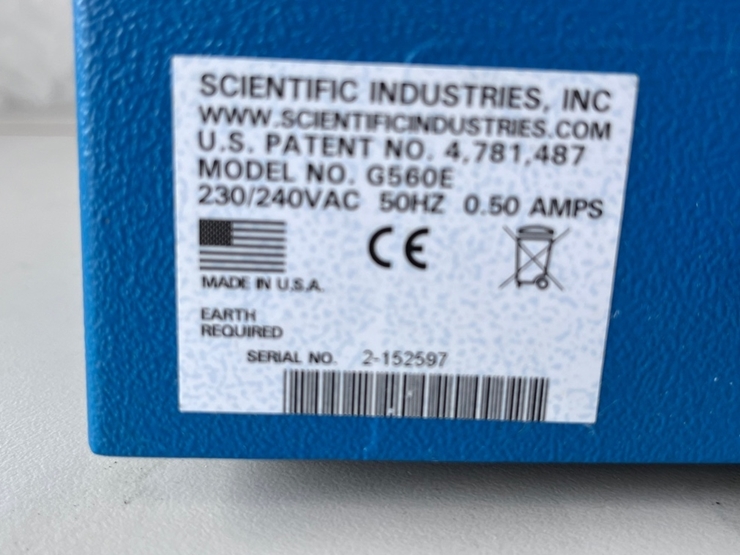 SCIENTIFIC INDUSTRIES, INC
WWW.SCIENTIFICINDUSTRIES.COM
U.S. PATENT NO. 4,781,487
MODEL NO. G560E
230/240VAC 50HZ 0.50 AMPS
CE
MADE IN U.S.A.
EARTH
REQUIRED
SERIAL NO. 2-152597